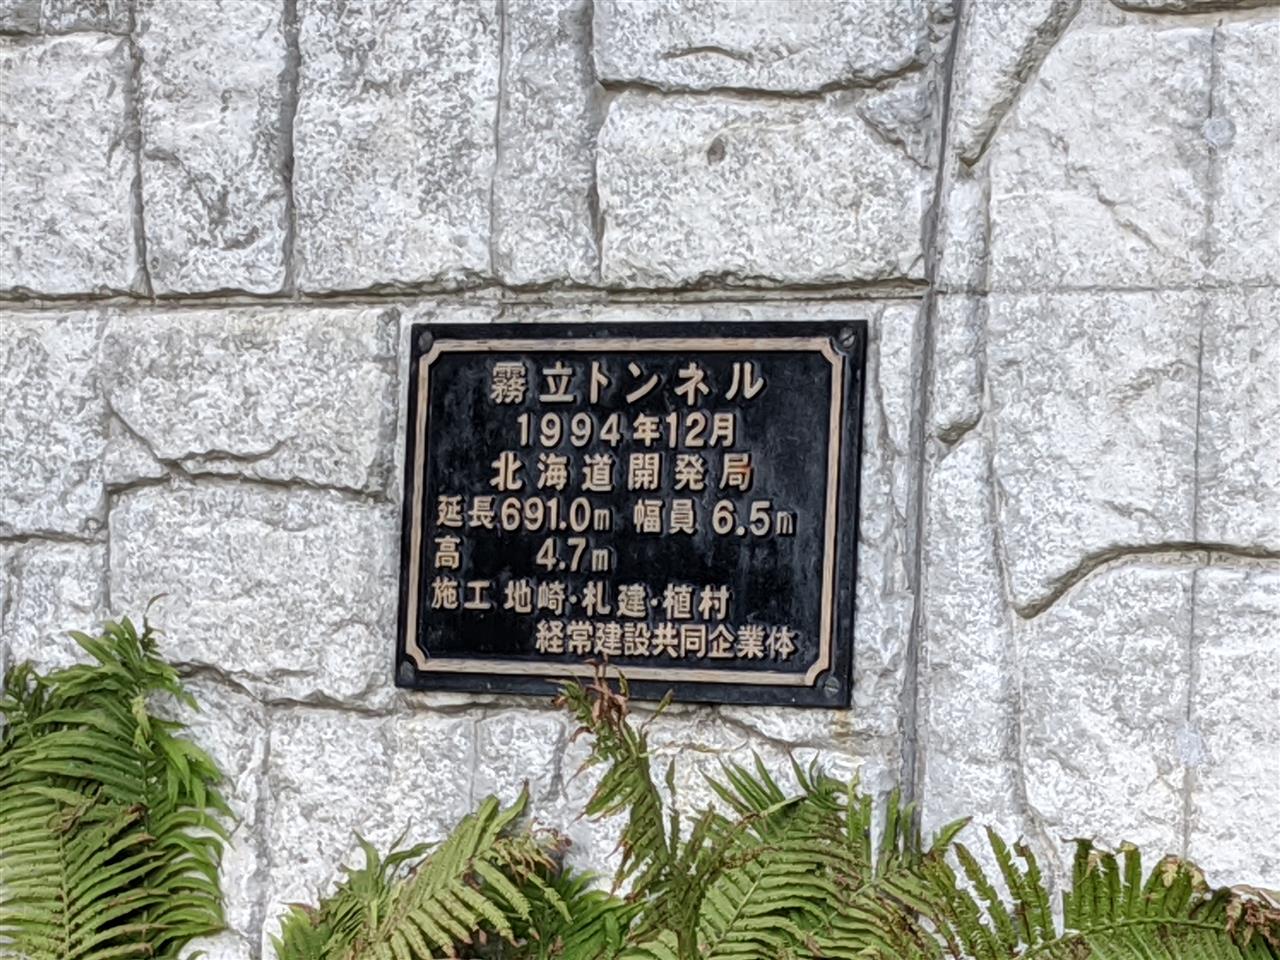 霧立トンネル
1994年12月
北海道開発局
延長691.0m 幅員 6.5m
高 4.7m
施工 地崎・札建・植村
経常建設共同企業体